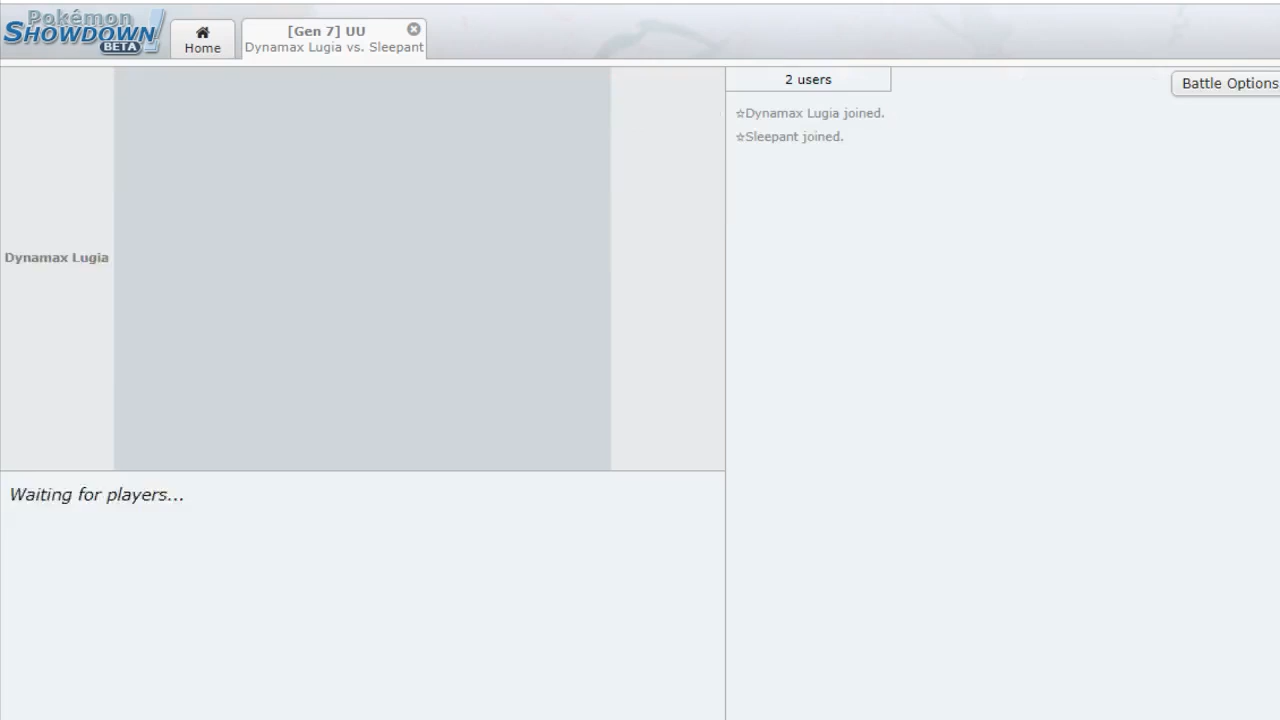 Pokémon
SHOWDOWN!
BETA
Home
[Gen 7] UU
Dynamax Lugia vs. Sleepant
2 users
Battle Options
☆Dynamax Lugia joined.
☆Sleepant joined.
Dynamax Lugia
Waiting for players...